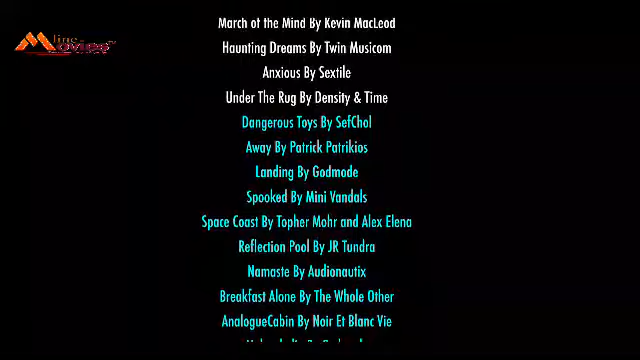 March of the Mind By Kevin MacLeod
mline
movies
Haunting Dreams By Twin Musicom
Anxious By Sextile
Under The Rug By Density & Time
Dangerous Toys By SefChol
Away By Patrick Patrikios
Landing By Godmode
Spooked By Mini Vandals
Space Coast By Topher Mohr and Alex Elena
Reflection Pool By JR Tundra
Namaste By Audionautix
Breakfast Alone By The Whole Other
AnalogueCabin By Noir Et Blanc Vie